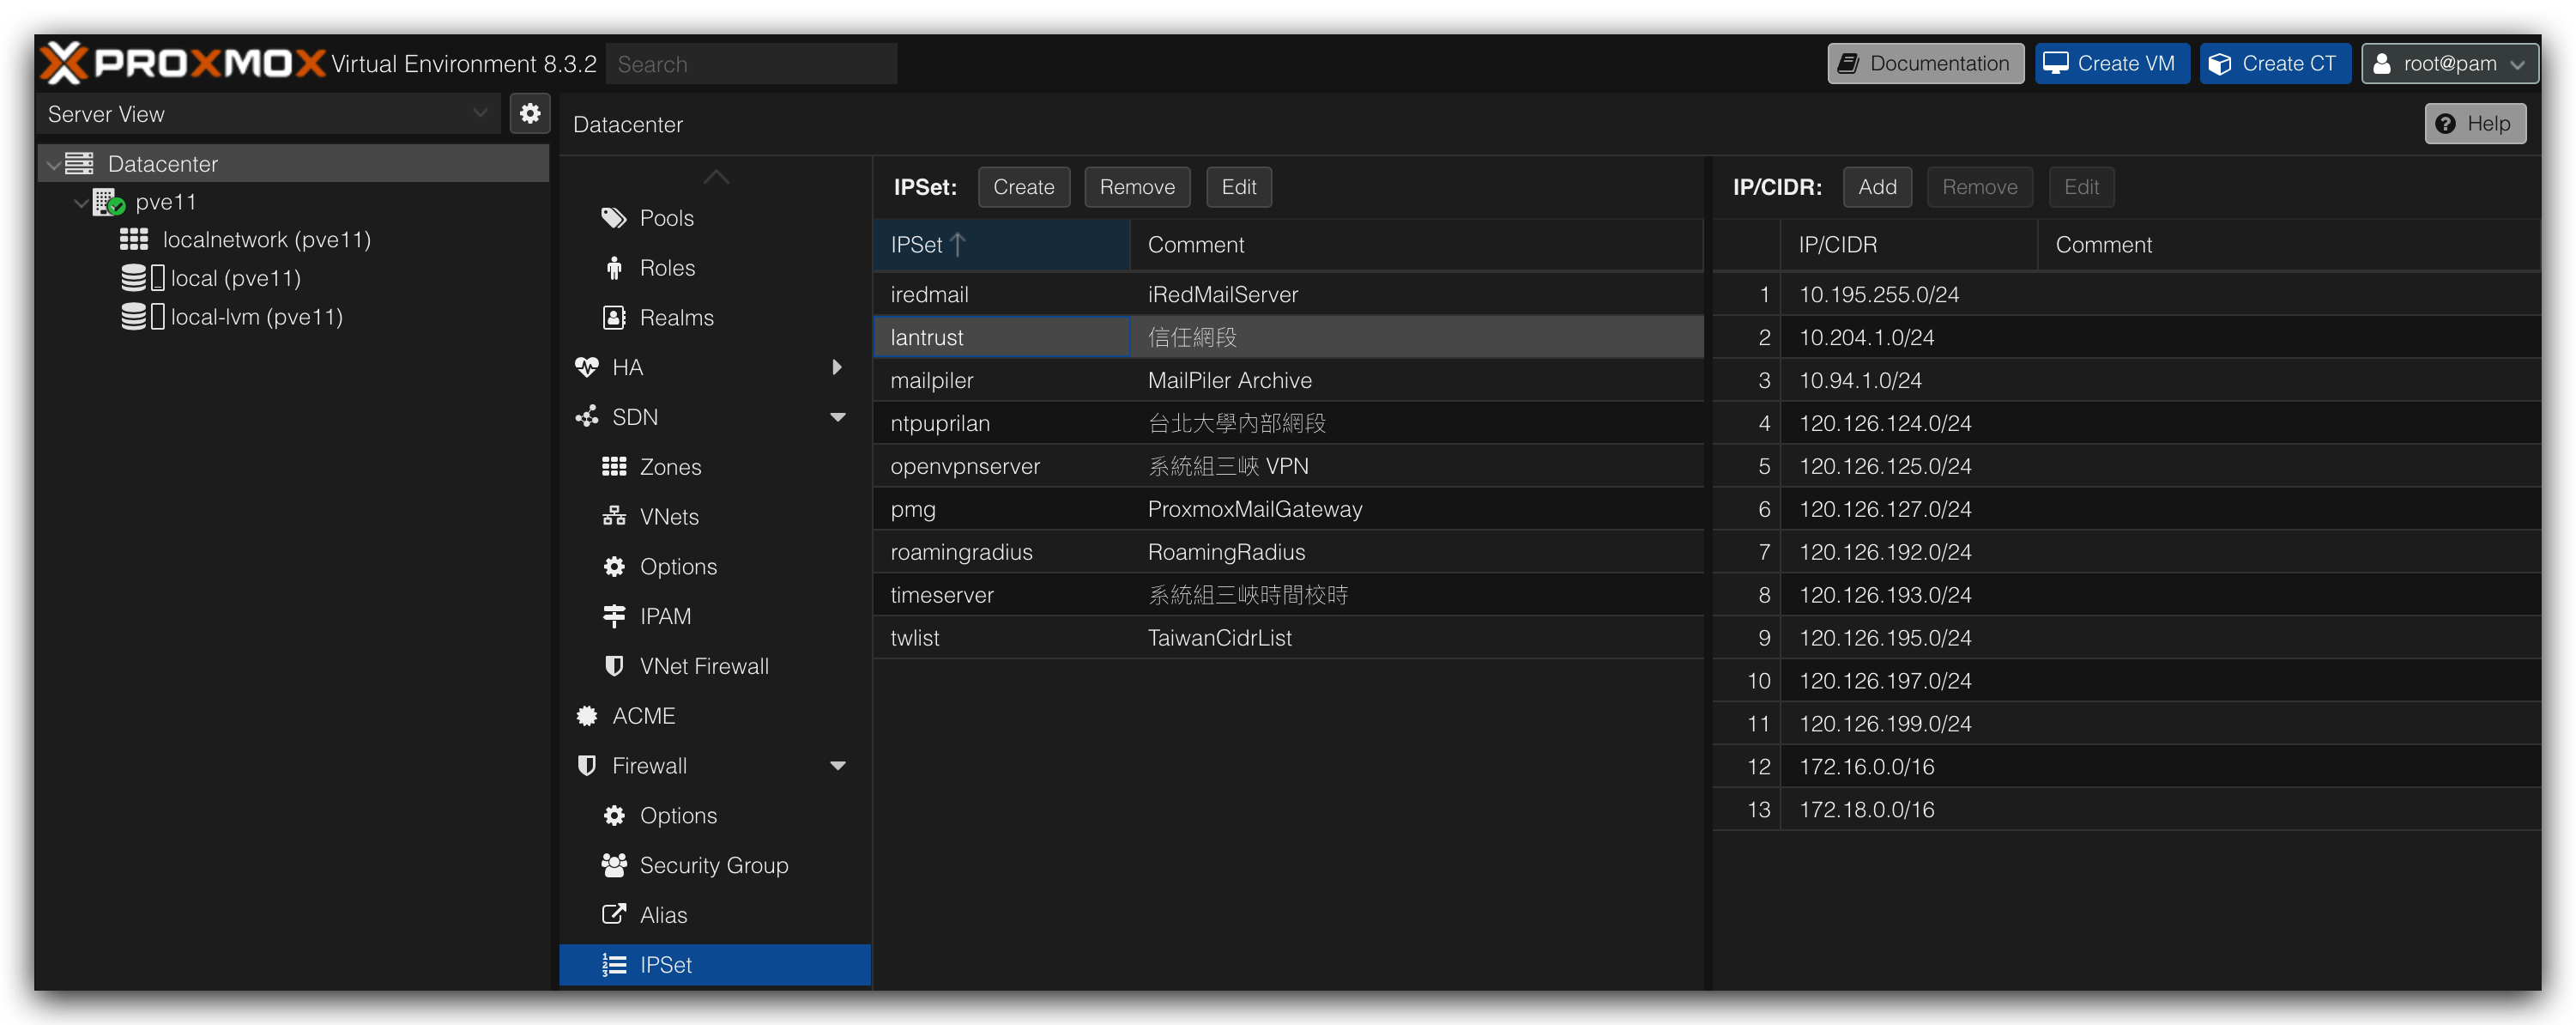 PROXMOX Virtual Environment 8.3.2 Search Documentation Create VM Create CT root@pam
Server View
Datacenter
pve11
localnetwork (pve11)
local (pve11)
local-lvm (pve11)
Datacenter
Help
Pools
Roles
Realms
HA
SDN
Zones
VNets
Options
IPAM
VNet Firewall
ACME
Firewall
Options
Security Group
Alias
IPSet
IPSet: Create Remove Edit
IPSet Comment
iredmail iRedMailServer
lantrust 信任網段
mailpiler MailPiler Archive
ntpuprilan 台北大學內部網段
openvpnserver 系統組三峽 VPN
pmg ProxmoxMailGateway
roamingradius RoamingRadius
timeserver 系統組三峽時間校時
twlist TaiwanCidrList
IP/CIDR: Add Remove Edit
IP/CIDR Comment
1 10.195.255.0/24
2 10.204.1.0/24
3 10.94.1.0/24
4 120.126.124.0/24
5 120.126.125.0/24
6 120.126.127.0/24
7 120.126.192.0/24
8 120.126.193.0/24
9 120.126.195.0/24
10 120.126.197.0/24
11 120.126.199.0/24
12 172.16.0.0/16
13 172.18.0.0/16